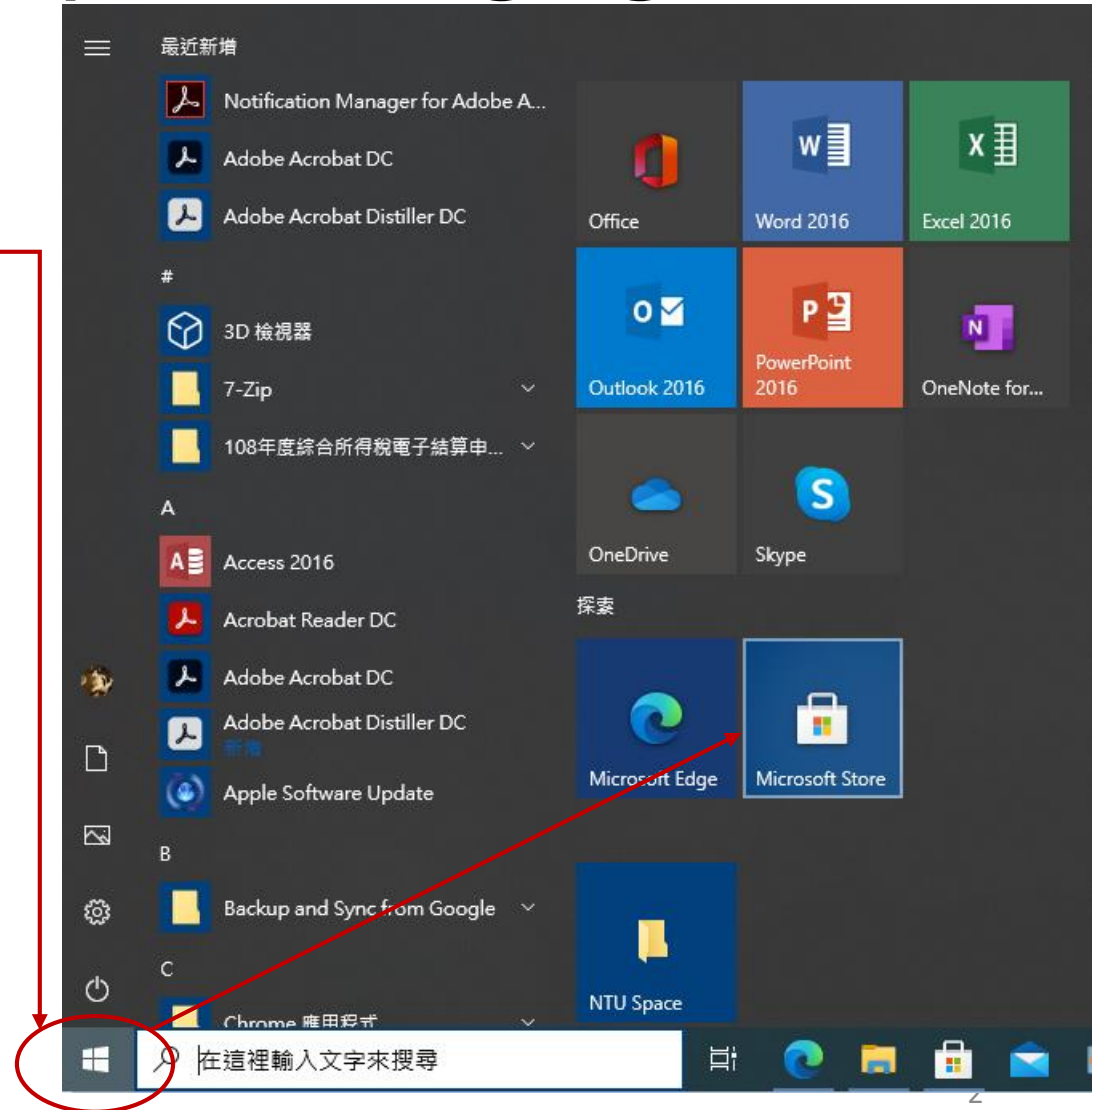 最近新增
Notification Manager for Adobe A...
Adobe Acrobat DC
Adobe Acrobat Distiller DC
#
3D 檢視器
7-Zip
108年度綜合所得稅電子結算申...
A
Access 2016
Acrobat Reader DC
Adobe Acrobat DC
Adobe Acrobat Distiller DC
新增
Apple Software Update
B
Backup and Sync from Google
C
Chrome 應用程式
Office
Word 2016
Excel 2016
Outlook 2016
PowerPoint
2016
OneNote for...
OneDrive
Skype
探索
Microsoft Edge
Microsoft Store
NTU Space
在這裡輸入文字來搜尋
2